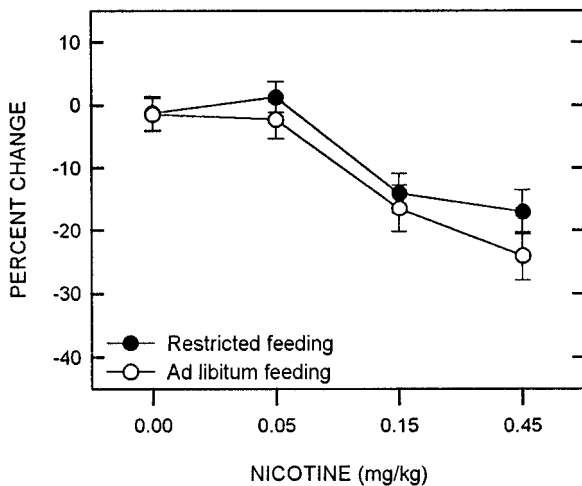 PERCENT CHANGE
10
0
-10
-20
-30
-40
Restricted feeding
Ad libitum feeding
0.00 0.05 0.15 0.45
NICOTINE (mg/kg)